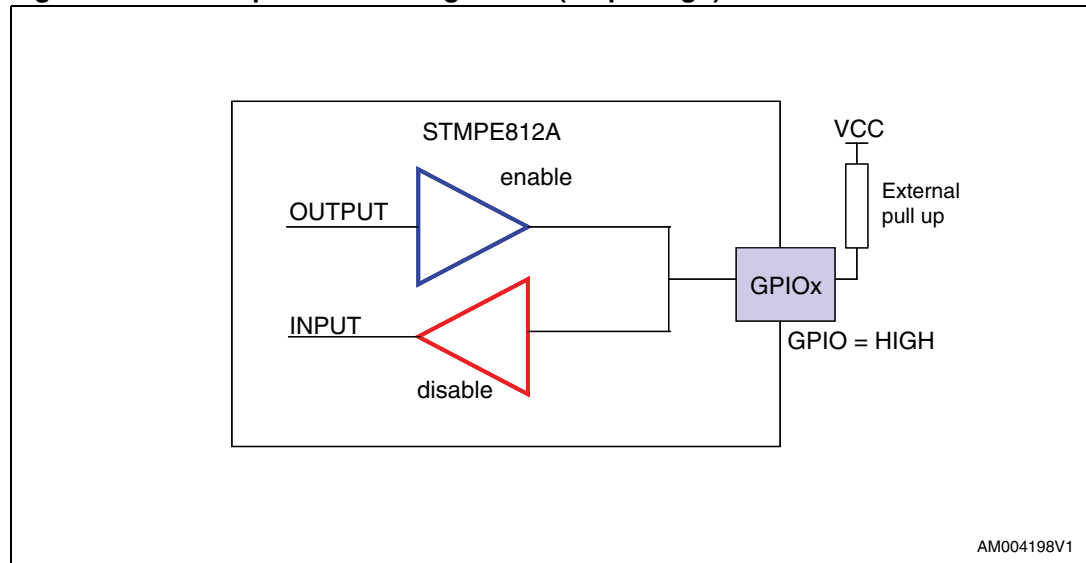 STMPE812A
enable
OUTPUT
INPUT
disable
VCC
External
pull up
GPIOx
GPIO = HIGH
AM004198V1